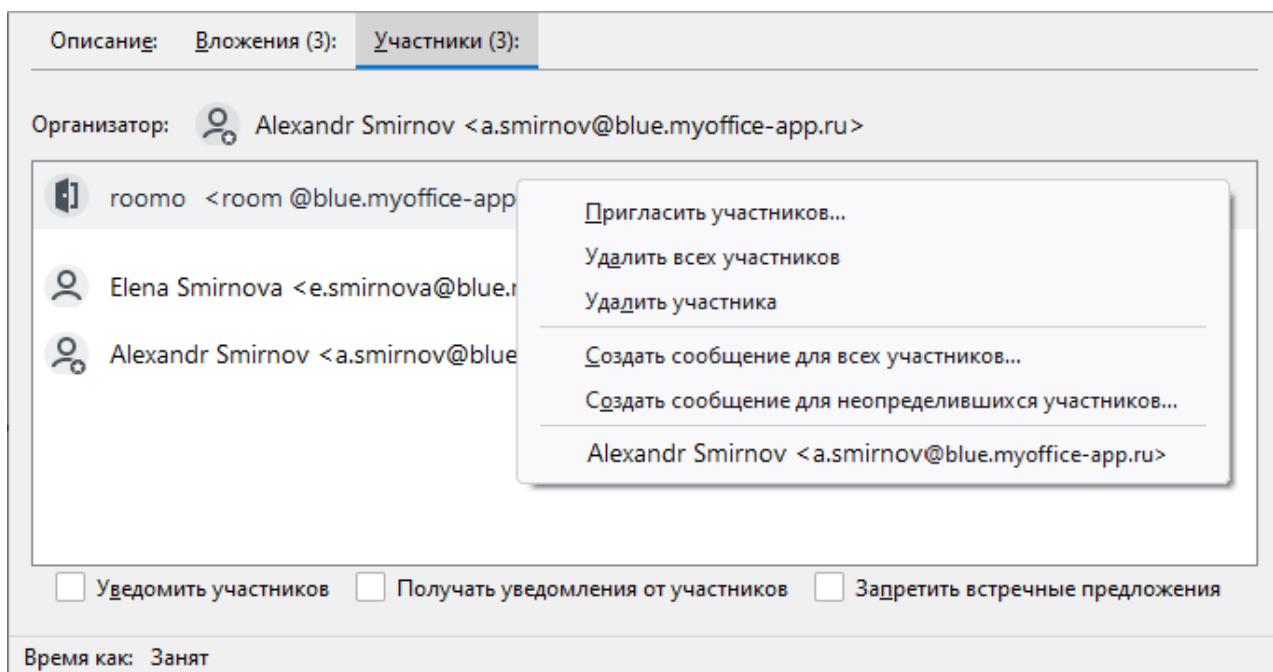 Описание: Вложения (3): Участники (3):
Организатор: Alexandr Smirnov <a.smirnov@blue.myoffice-app.ru>
roomo <room @blue.myoffice-app
Пригласить участников...
Удалить всех участников
Elena Smirnova <e.smirnova@blue.
Удалить участника
Alexandr Smirnov <a.smirnov@blue
Создать сообщение для всех участников...
Создать сообщение для неопределившихся участников...
Alexandr Smirnov <a.smirnov@blue.myoffice-app.ru>
Уведомить участников Получать уведомления от участников Запретить встречные предложения
Время как: Занят